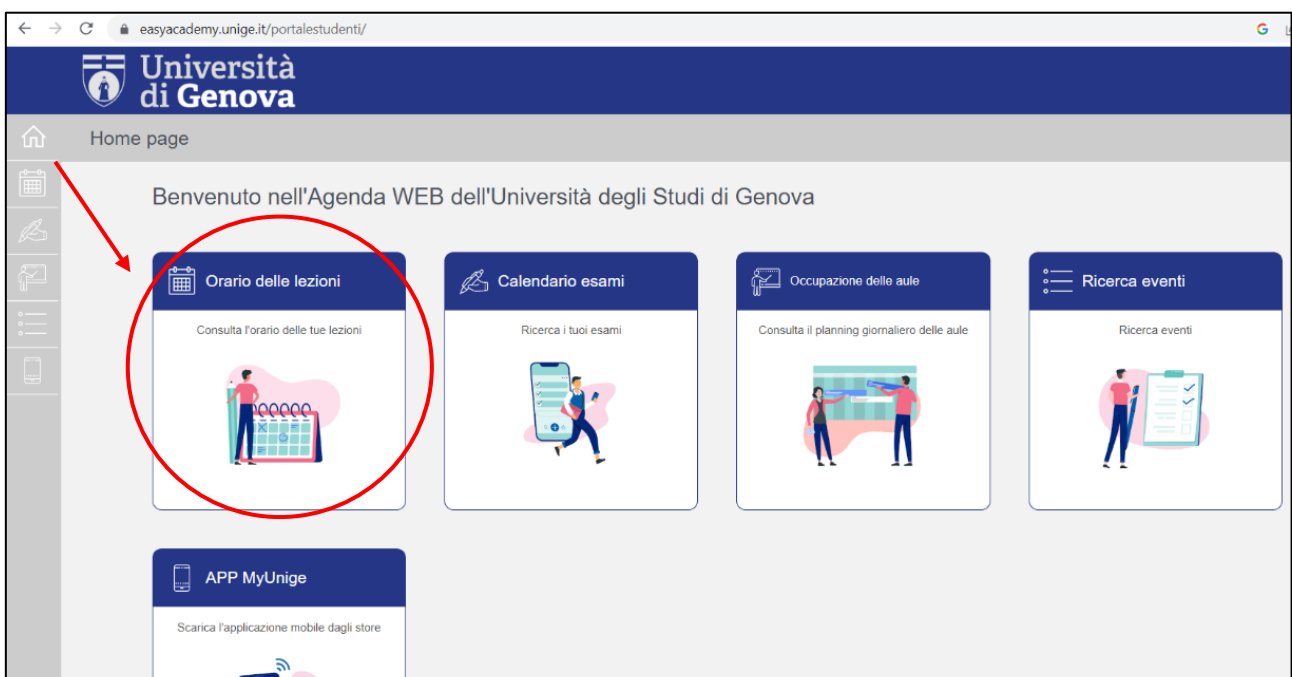 easyacademy.unige.it/portalestudenti/
Università
di Genova
Home page
Benvenuto nell'Agenda WEB dell'Università degli Studi di Genova
Orario delle lezioni
Consulta l'orario delle tue lezioni
Calendario esami
Ricerca i tuoi esami
Occupazione delle aule
Consulta il planning giornaliero delle aule
Ricerca eventi
Ricerca eventi
APP MyUnige
Scarica l'applicazione mobile dagli store